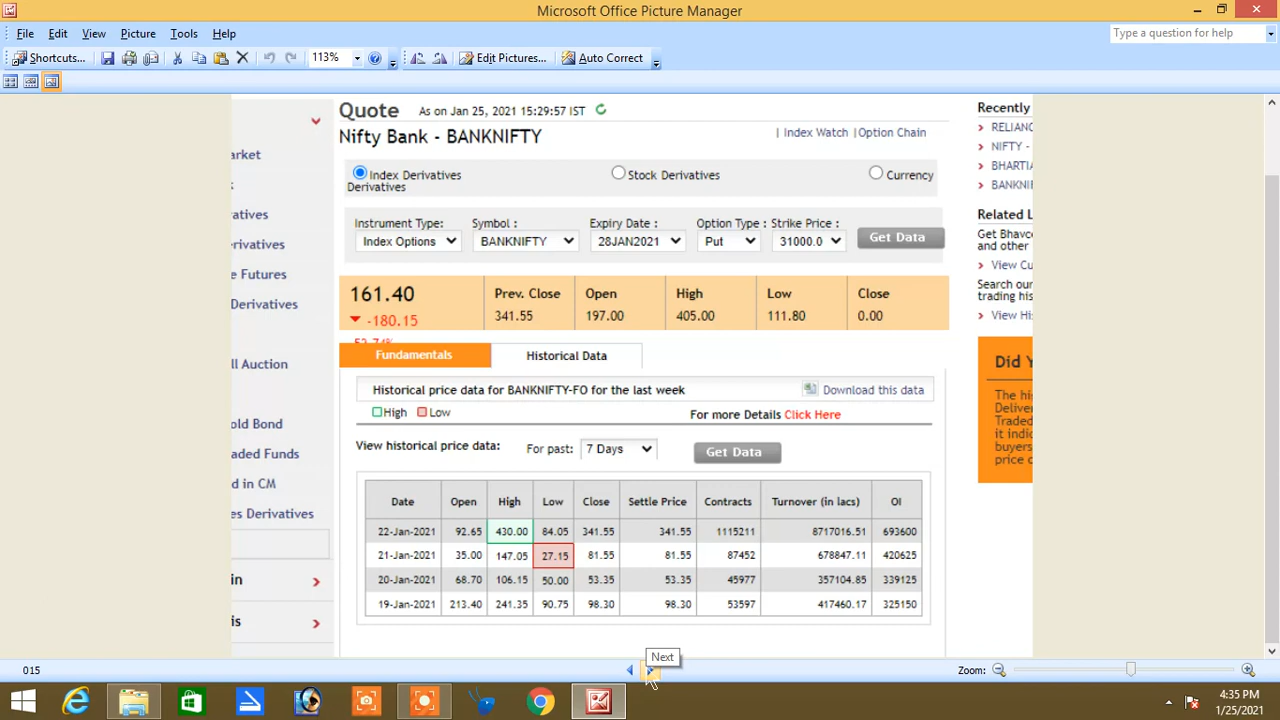 Microsoft Office Picture Manager
File Edit View Picture Tools Help
Type a question for help
Shortcuts... 113% Edit Pictures... Auto Correct
Quote As on Jan 25, 2021 15:29:57 IST
Nifty Bank - BANKNIFTY
| Index Watch |Option Chain
Index Derivatives Stock Derivatives Currency
Derivatives
Instrument Type: Symbol : Expiry Date : Option Type : Strike Price :
Index Options BANKNIFTY 28JAN2021 Put 31000.0 Get Data
161.40 Prev. Close Open High Low Close
-180.15 341.55 197.00 405.00 111.80 0.00
Fundamentals Historical Data
Historical price data for BANKNIFTY-FO for the last week Download this data
High Low For more Details Click Here
View historical price data: For past: 7 Days Get Data
Date Open High Low Close Settle Price Contracts Turnover (in lacs) OI
22-Jan-2021 92.65 430.00 84.05 341.55 341.55 1115211 8717016.51 693600
21-Jan-2021 35.00 147.05 27.15 81.55 81.55 87452 678847.11 420625
20-Jan-2021 68.70 106.15 50.00 53.35 53.35 45977 357104.85 339125
19-Jan-2021 213.40 241.35 90.75 98.30 98.30 53597 417460.17 325150
arket
atives
erivatives
e Futures
Derivatives
ll Auction
old Bond
aded Funds
d in CM
es Derivatives
in
is
Recently
RELIANC
NIFTY -
BHARTIA
BANKNIF
Related L
Get Bhavc
and other
View Cu
Search our
trading his
View Hi
Did Y
The hig
Deliver
Traded
it indic
buyers
price o
Next
015
Zoom:
4:35 PM
1/25/2021